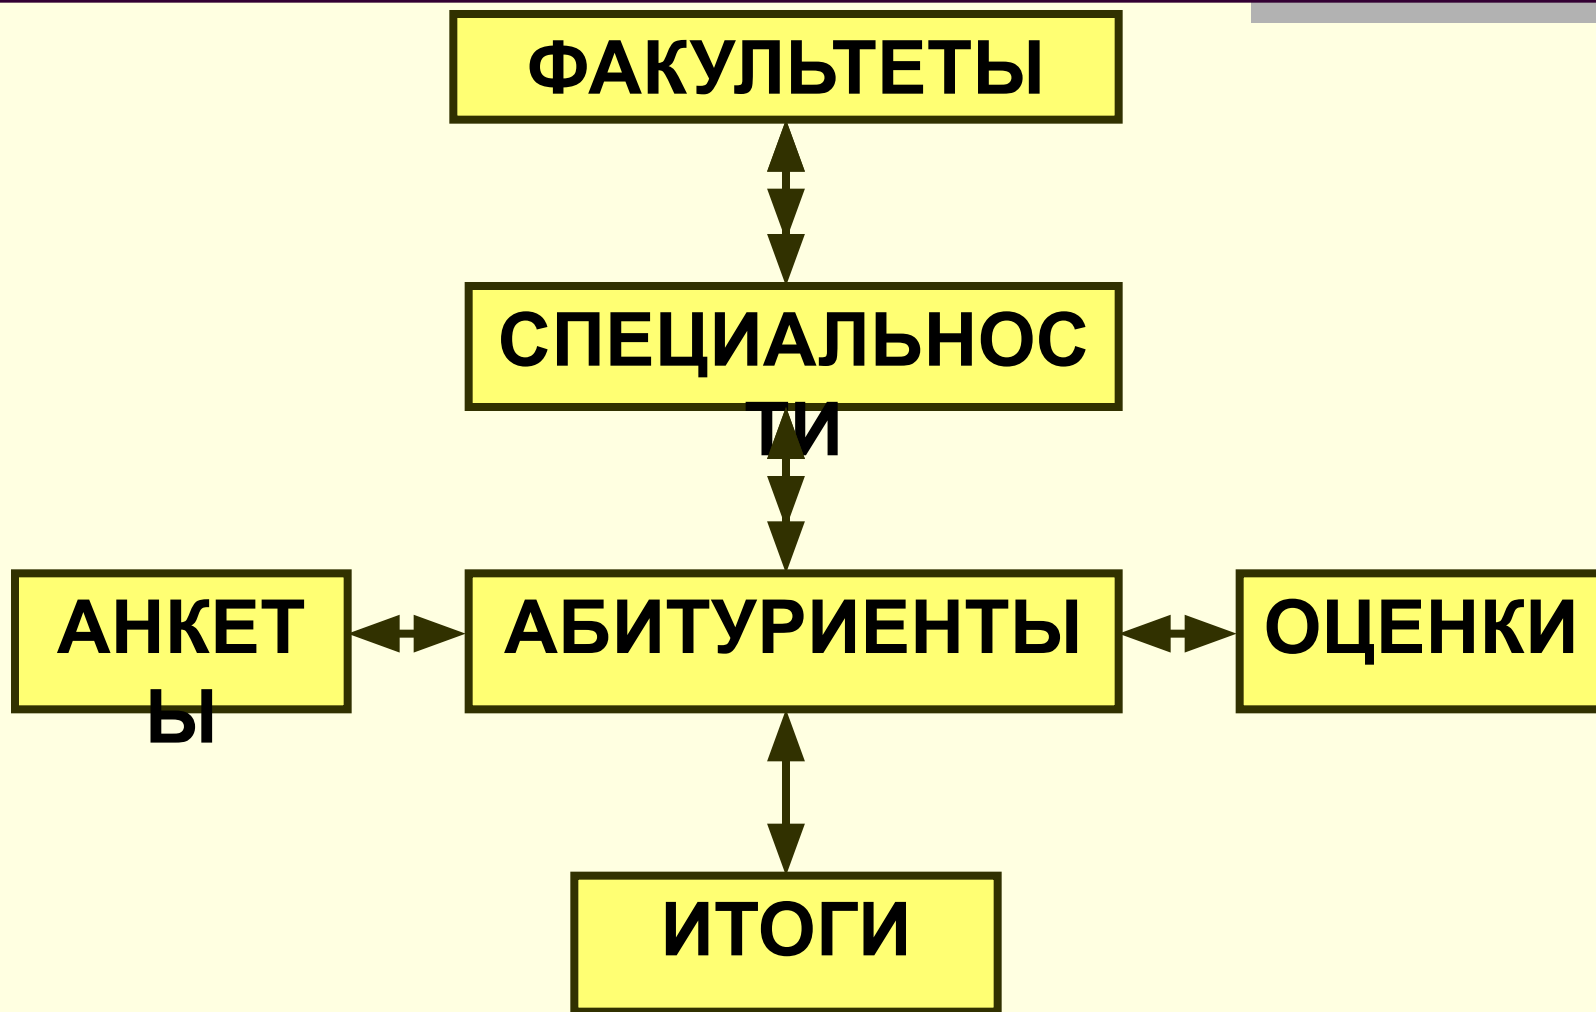 ФАКУЛЬТЕТЫ
СПЕЦИАЛЬНОС
ТИ
АНКЕТ
Ы
АБИТУРИЕНТЫ
ОЦЕНКИ
ИТОГИ